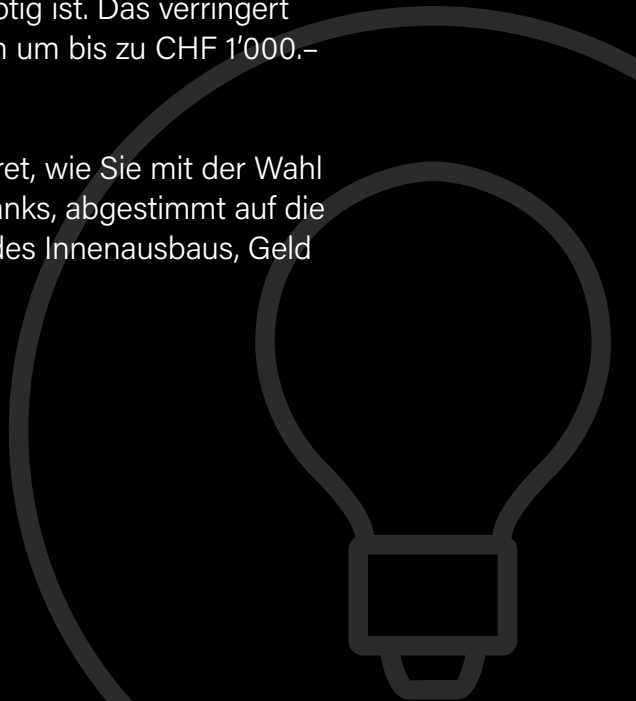 ötig ist. Das verringert
n um bis zu CHF 1’000.–
ret, wie Sie mit der Wahl
anks, abgestimmt auf die
des Innenausbaus, Geld